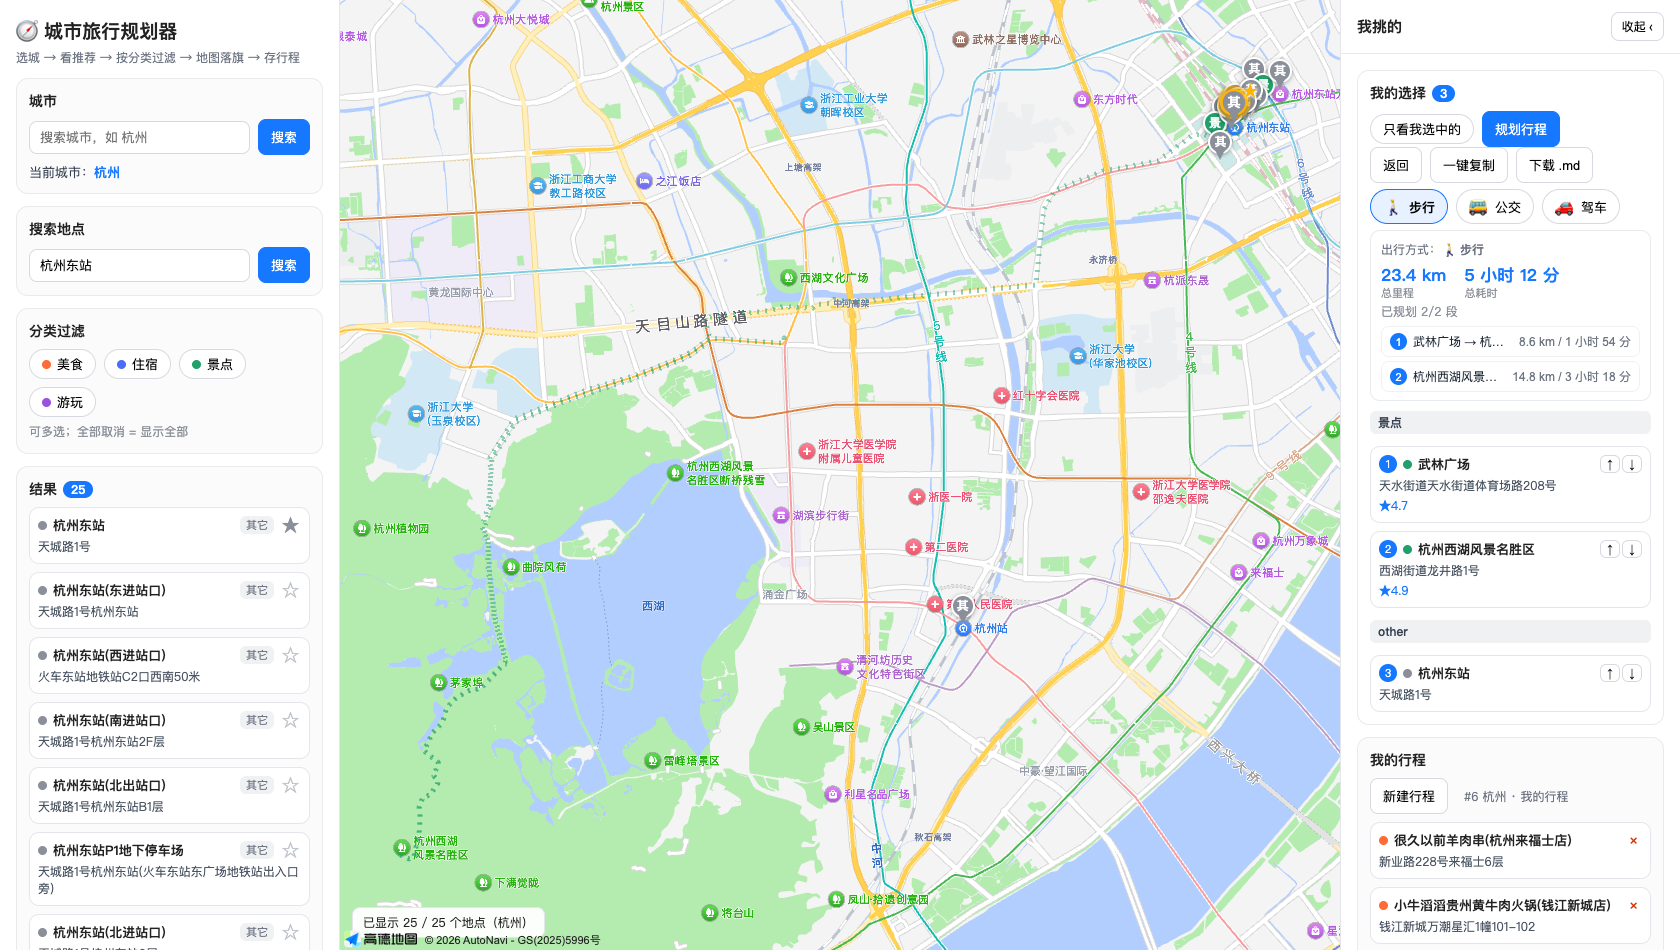 城市旅行规划器
选城 → 看推荐 → 按分类过滤 → 地图落旗 → 存行程
城市
搜索城市，如 杭州
搜索
当前城市：杭州
搜索地点
杭州东站
搜索
分类过滤
美食
住宿
景点
游玩
可多选；全部取消 = 显示全部
结果 25
杭州东站
其它
天城路1号
杭州东站(东进站口)
其它
天城路1号杭州东站
杭州东站(西进站口)
其它
火车东站地铁站C2口西南50米
杭州东站(南进站口)
其它
天城路1号杭州东站2F层
杭州东站(北出站口)
其它
天城路1号杭州东站B1层
杭州东站P1地下停车场
其它
天城路1号杭州东站(火车东站东广场地铁站出入口
旁)
杭州东站(北进站口)
其它
杭州大悦城
杭州景区
银泰城
武林之星博览中心
浙江工业大学
朝晖校区
东方时代
杭州东站
其
其
其
景
其
上塘高架
浙江工商大学
教工路校区
之江饭店
西湖文化广场
永济桥
杭派东晟
黄龙国际中心
中河高架
天目山路隧道
5号线
4号线
浙江大学
(华家池校区)
浙江大学
(玉泉校区)
红十字会医院
浙江大学医学院
附属儿童医院
9号线
杭州西湖风景
名胜区断桥残雪
浙医一院
浙江大学医学院
邵逸夫医院
湖滨步行街
杭州植物园
第二医院
杭州万象城
曲院风荷
来福士
涌金广场
西湖
其
人民医院
杭州站
清河坊历史
文化特色街区
茅家埠
吴山景区
雷峰塔景区
中豪·望江国际
西兴大桥
利星名品广场
秋石高架
中河
杭州西湖
风景名胜区
下满觉陇
将台山
凤山·拾遗创意园
已显示 25 / 25 个地点（杭州）
高德地图
© 2026 AutoNavi - GS(2025)5996号
我挑的
收起 ‹
我的选择 3
只看我选中的
规划行程
返回
一键复制
下载 .md
步行
公交
驾车
出行方式： 步行
23.4 km
5 小时 12 分
总里程
总耗时
已规划 2/2 段
1 武林广场 → 杭... 8.6 km / 1 小时 54 分
2 杭州西湖风景... 14.8 km / 3 小时 18 分
景点
1 武林广场 ↑ ↓
天水街道天水街道体育场路208号
★4.7
2 杭州西湖风景名胜区 ↑ ↓
西湖街道龙井路1号
★4.9
other
3 杭州东站 ↑ ↓
天城路1号
我的行程
新建行程
#6 杭州 · 我的行程
很久以前羊肉串(杭州来福士店) ×
新业路228号来福士6层
小牛滔滔贵州黄牛肉火锅(钱江新城店) ×
钱江新城万潮星汇1幢101-102